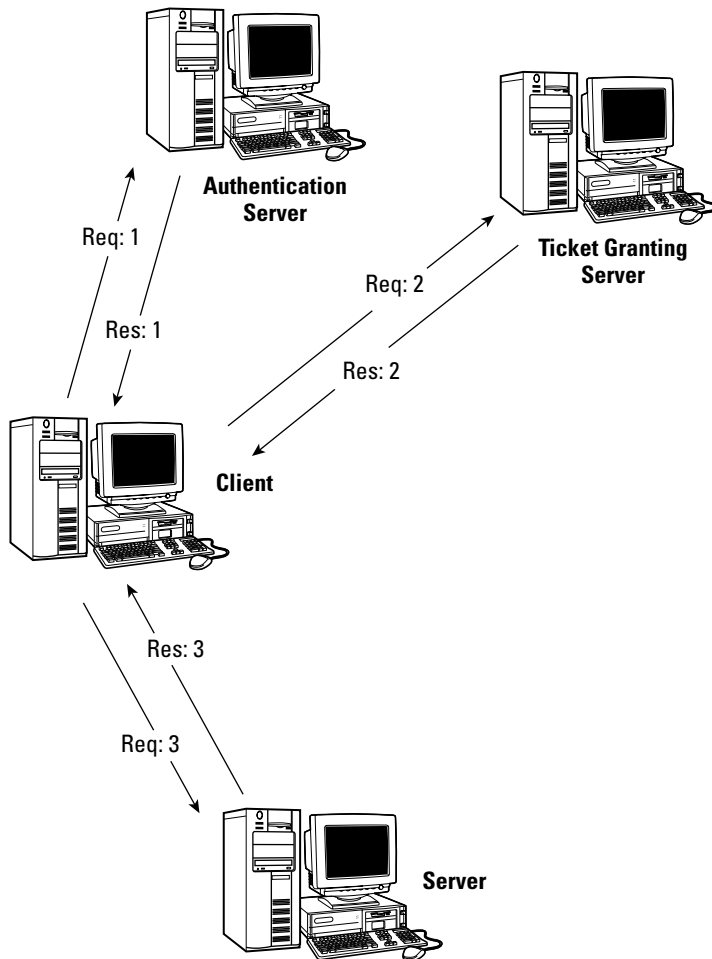 Authentication
Server
Req: 1
Ticket Granting
Server
Req: 2
Res: 1
Res: 2
Client
Res: 3
Req: 3
Server